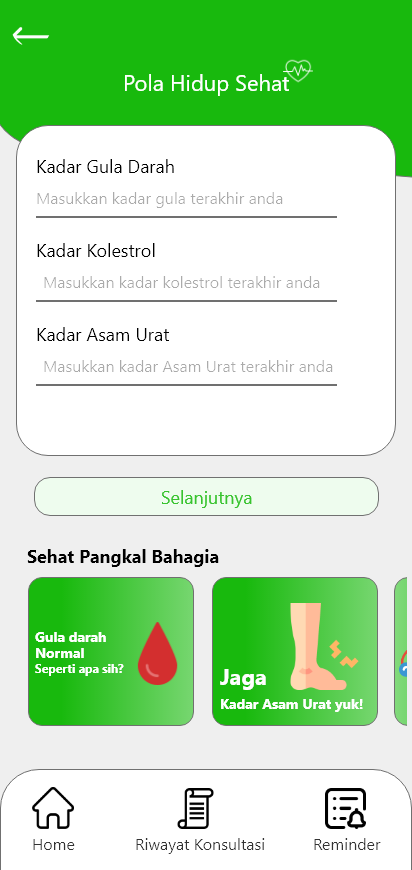 Pola Hidup Sehat
Kadar Gula Darah
Masukkan kadar gula terakhir anda
Kadar Kolestrol
Masukkan kadar kolestrol terakhir anda
Kadar Asam Urat
Masukkan kadar Asam Urat terakhir anda
Selanjutnya
Sehat Pangkal Bahagia
Gula darah
Normal
Seperti apa sih?
Jaga
Kadar Asam Urat yuk!
Home
Riwayat Konsultasi
Reminder